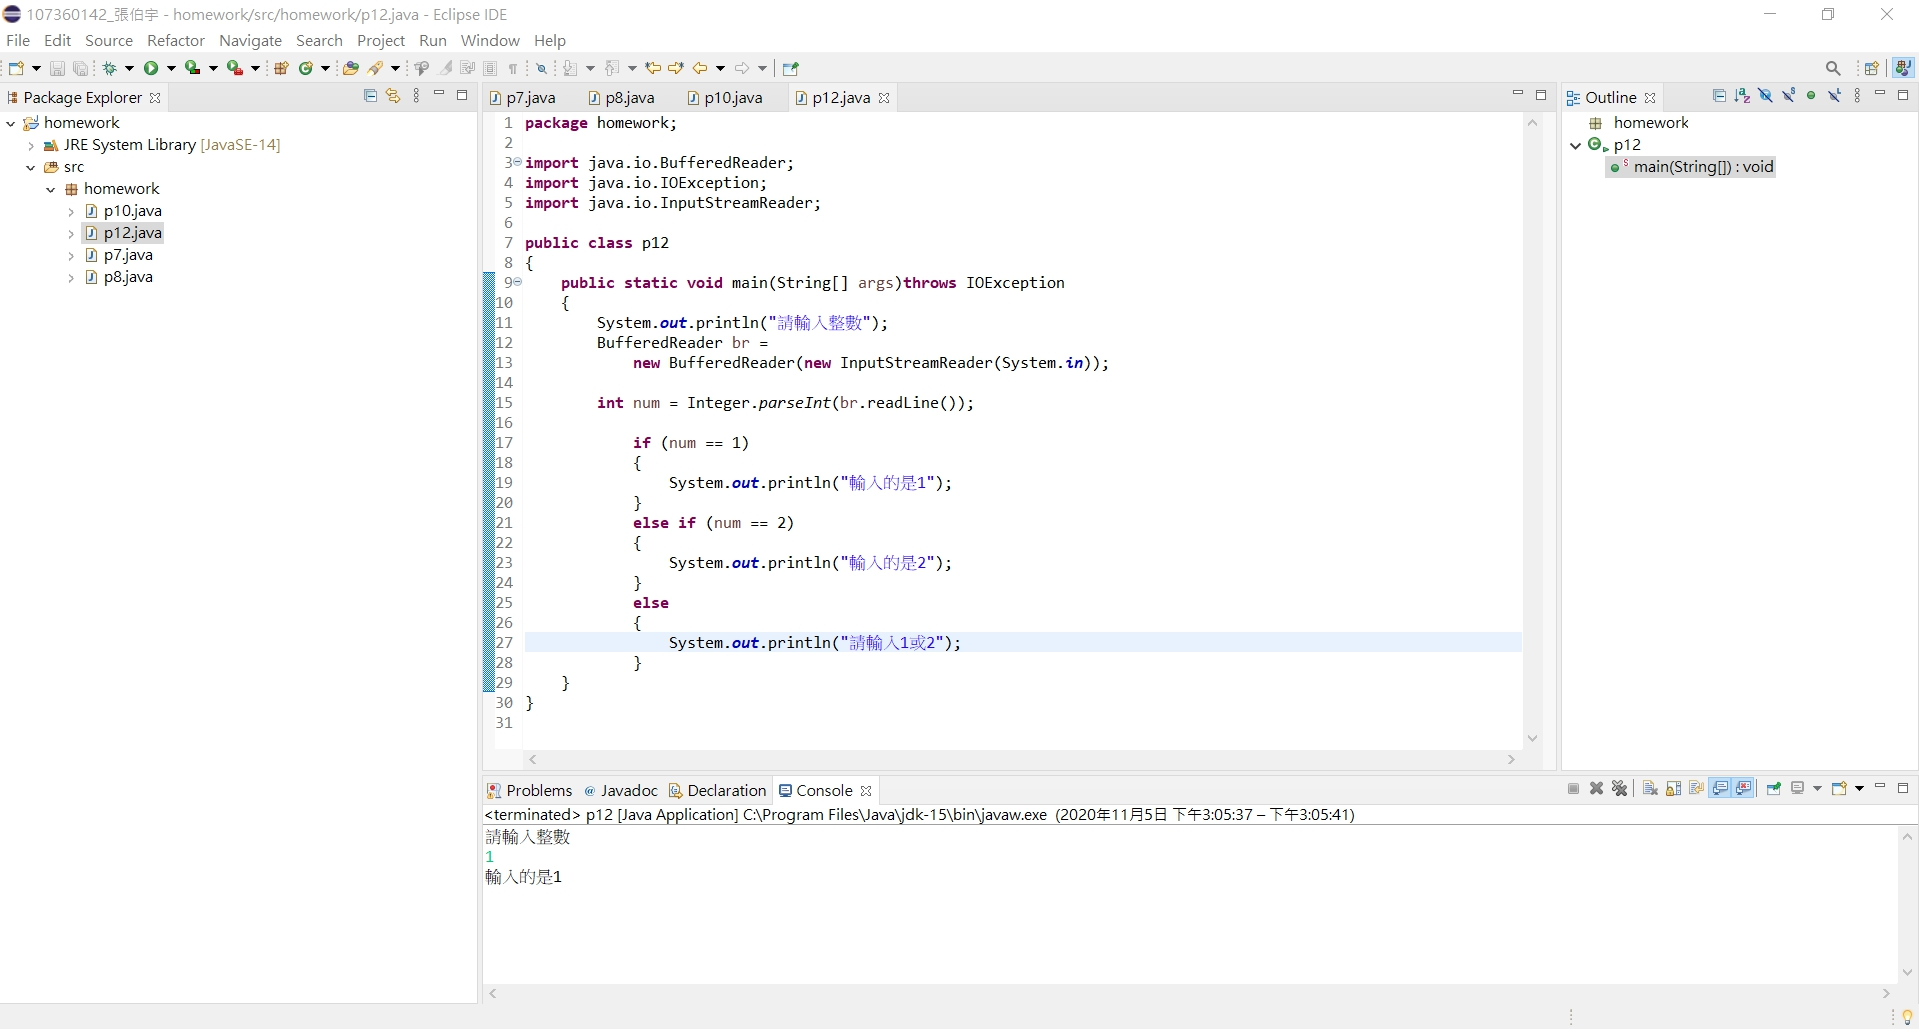 107360142_張伯宇 - homework/src/homework/p12.java - Eclipse IDE
File Edit Source Refactor Navigate Search Project Run Window Help
Package Explorer
homework
JRE System Library [JavaSE-14]
src
homework
p10.java
p12.java
p7.java
p8.java
p7.java p8.java p10.java p12.java
1 package homework;
2
3 import java.io.BufferedReader;
4 import java.io.IOException;
5 import java.io.InputStreamReader;
6
7 public class p12
8 {
9 public static void main(String[] args)throws IOException
10 {
11 System.out.println("請輸入整數");
12 BufferedReader br =
13 new BufferedReader(new InputStreamReader(System.in));
14
15 int num = Integer.parseInt(br.readLine());
16
17 if (num == 1)
18 {
19 System.out.println("輸入的是1");
20 }
21 else if (num == 2)
22 {
23 System.out.println("輸入的是2");
24 }
25 else
26 {
27 System.out.println("請輸入1或2");
28 }
29 }
30 }
31
Outline
homework
p12
main(String[]) : void
Problems @ Javadoc Declaration Console
<terminated> p12 [Java Application] C:\Program Files\Java\jdk-15\bin\javaw.exe (2020年11月5日 下午3:05:37 – 下午3:05:41)
請輸入整數
1
輸入的是1